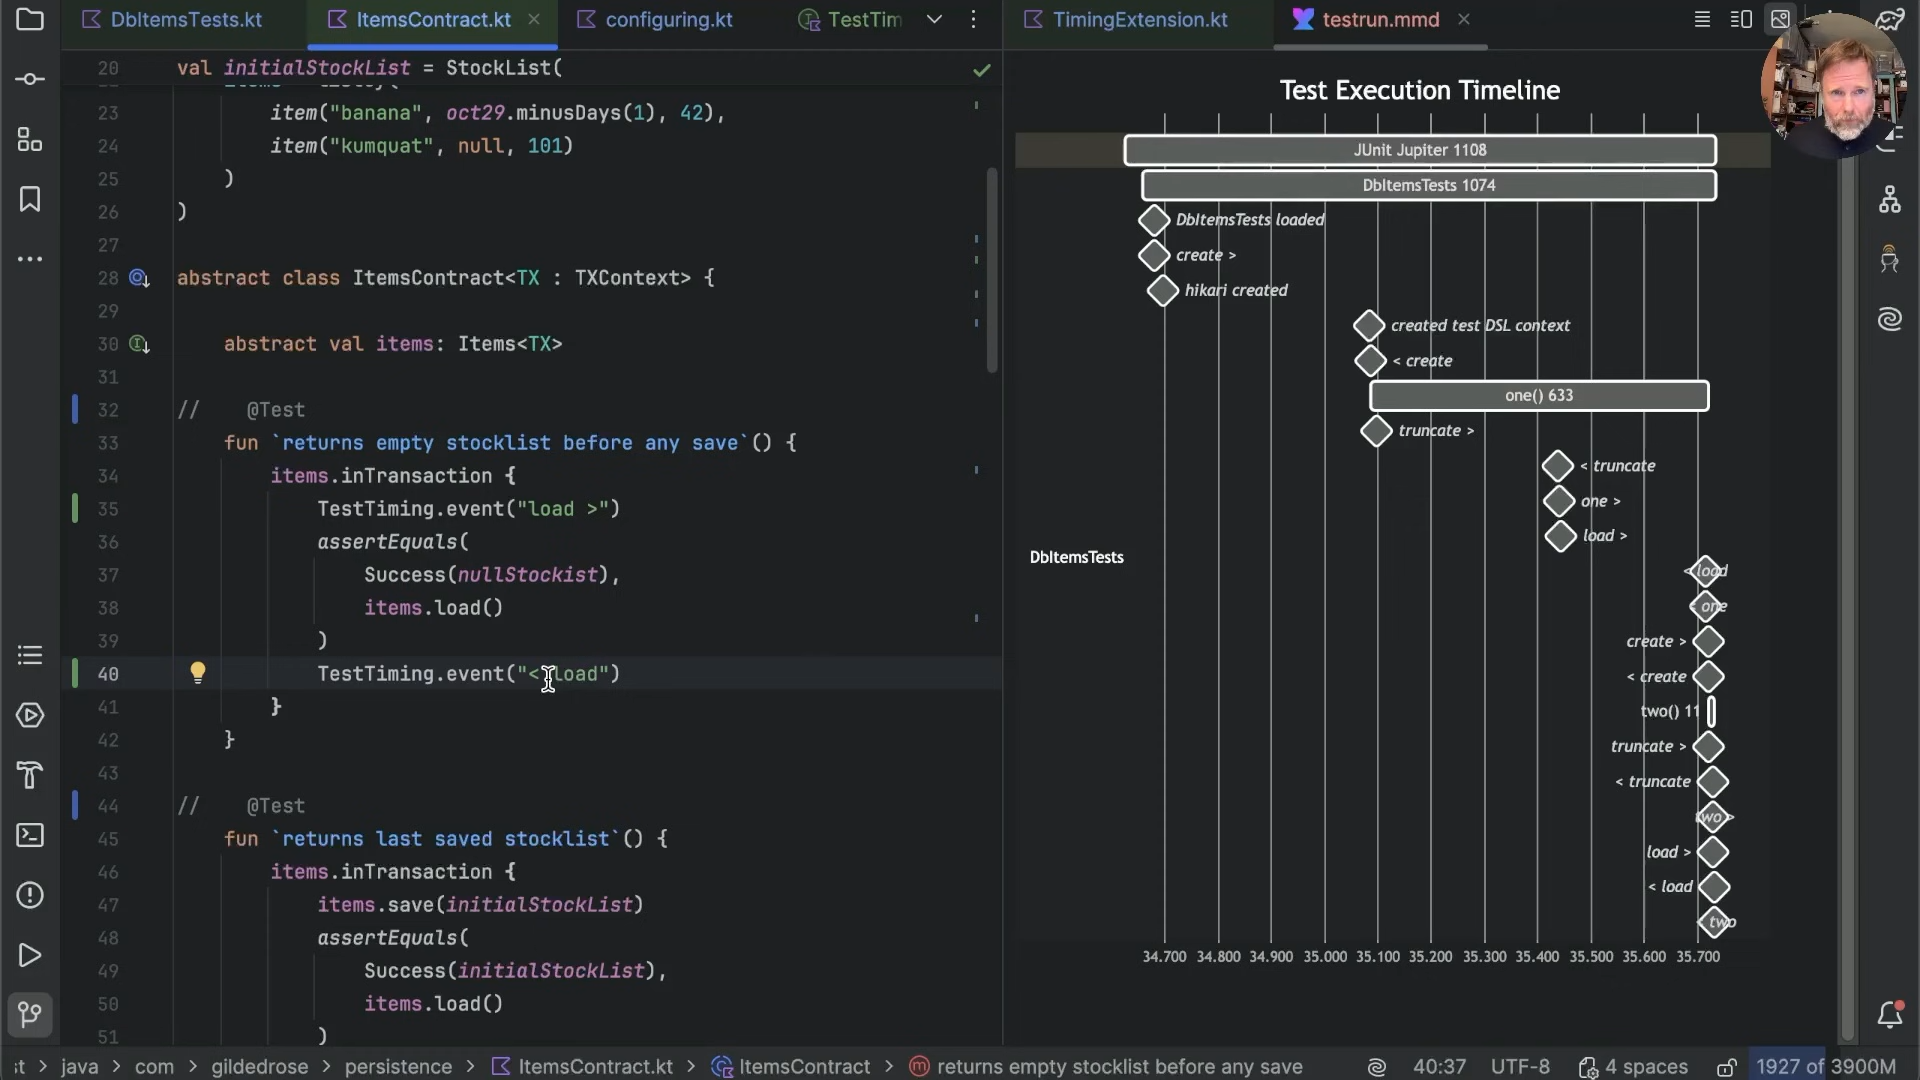 DbItemsTests.kt
ItemsContract.kt
configuring.kt
TestTim
TimingExtension.kt
testrun.mmd
20 val initialStockList = StockList(
23 item("banana", oct29.minusDays(1), 42),
24 item("kumquat", null, 101)
25 )
26 )
27
28 abstract class ItemsContract<TX : TXContext> {
29
30 abstract val items: Items<TX>
31
32 // @Test
33 fun `returns empty stocklist before any save`() {
34 items.inTransaction {
35 TestTiming.event("load >")
36 assertEquals(
37 Success(nullStockist),
38 items.load()
39 )
40 TestTiming.event("< load")
41 }
42 }
43
44 // @Test
45 fun `returns last saved stocklist`() {
46 items.inTransaction {
47 items.save(initialStockList)
48 assertEquals(
49 Success(initialStockList),
50 items.load()
51 )
Test Execution Timeline
JUnit Jupiter 1108
DbItemsTests 1074
DbItemsTests loaded
create >
hikari created
created test DSL context
< create
one() 633
truncate >
< truncate
one >
load >
DbItemsTests
< load
< one
create >
< create
two() 11
truncate >
< truncate
two >
load >
< load
< two
34.700 34.800 34.900 35.000 35.100 35.200 35.300 35.400 35.500 35.600 35.700
st > java > com > gildedrose > persistence > ItemsContract.kt > ItemsContract > returns empty stocklist before any save
40:37 UTF-8 4 spaces 1927 of 3900M